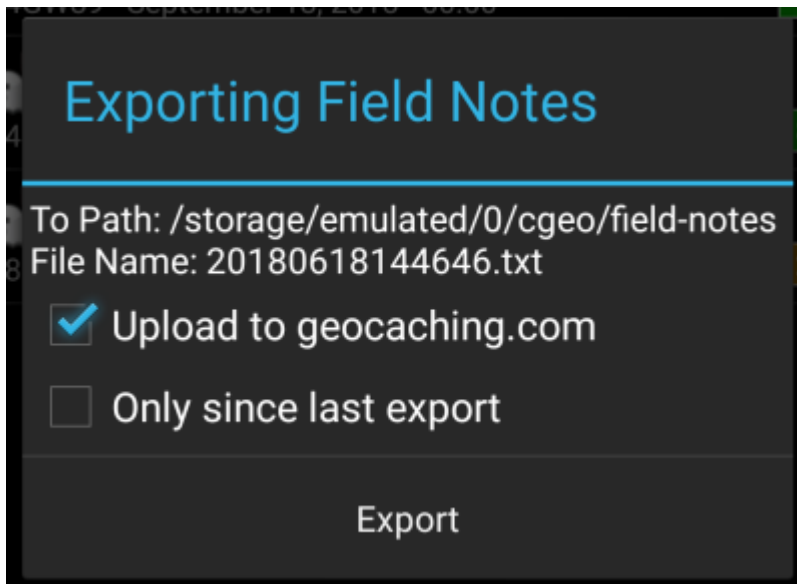 Exporting Field Notes
To Path: /storage/emulated/0/cgeo/field-notes
File Name: 20180618144646.txt
Upload to geocaching.com
Only since last export
Export